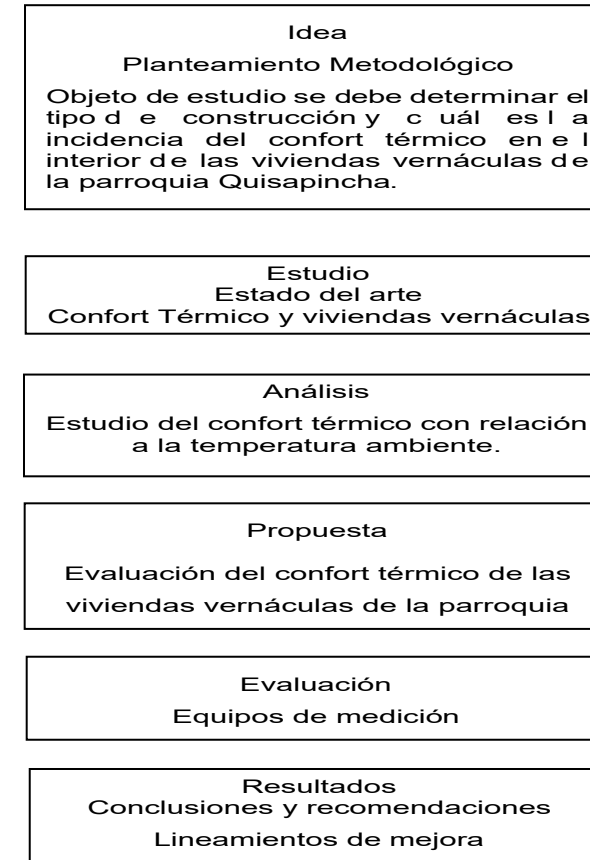 Idea
Planteamiento Metodológico
Objeto de estudio se debe determinar el
tipo d e construcción y c uál es l a
incidencia del confort térmico en e l
interior d e las viviendas vernáculas d e
la parroquia Quisapincha.
Estudio
Estado del arte
Confort Térmico y viviendas vernáculas
Análisis
Estudio del confort térmico con relación
a la temperatura ambiente.
Propuesta
Evaluación del confort térmico de las
viviendas vernáculas de la parroquia
Evaluación
Equipos de medición
Resultados
Conclusiones y recomendaciones
Lineamientos de mejora